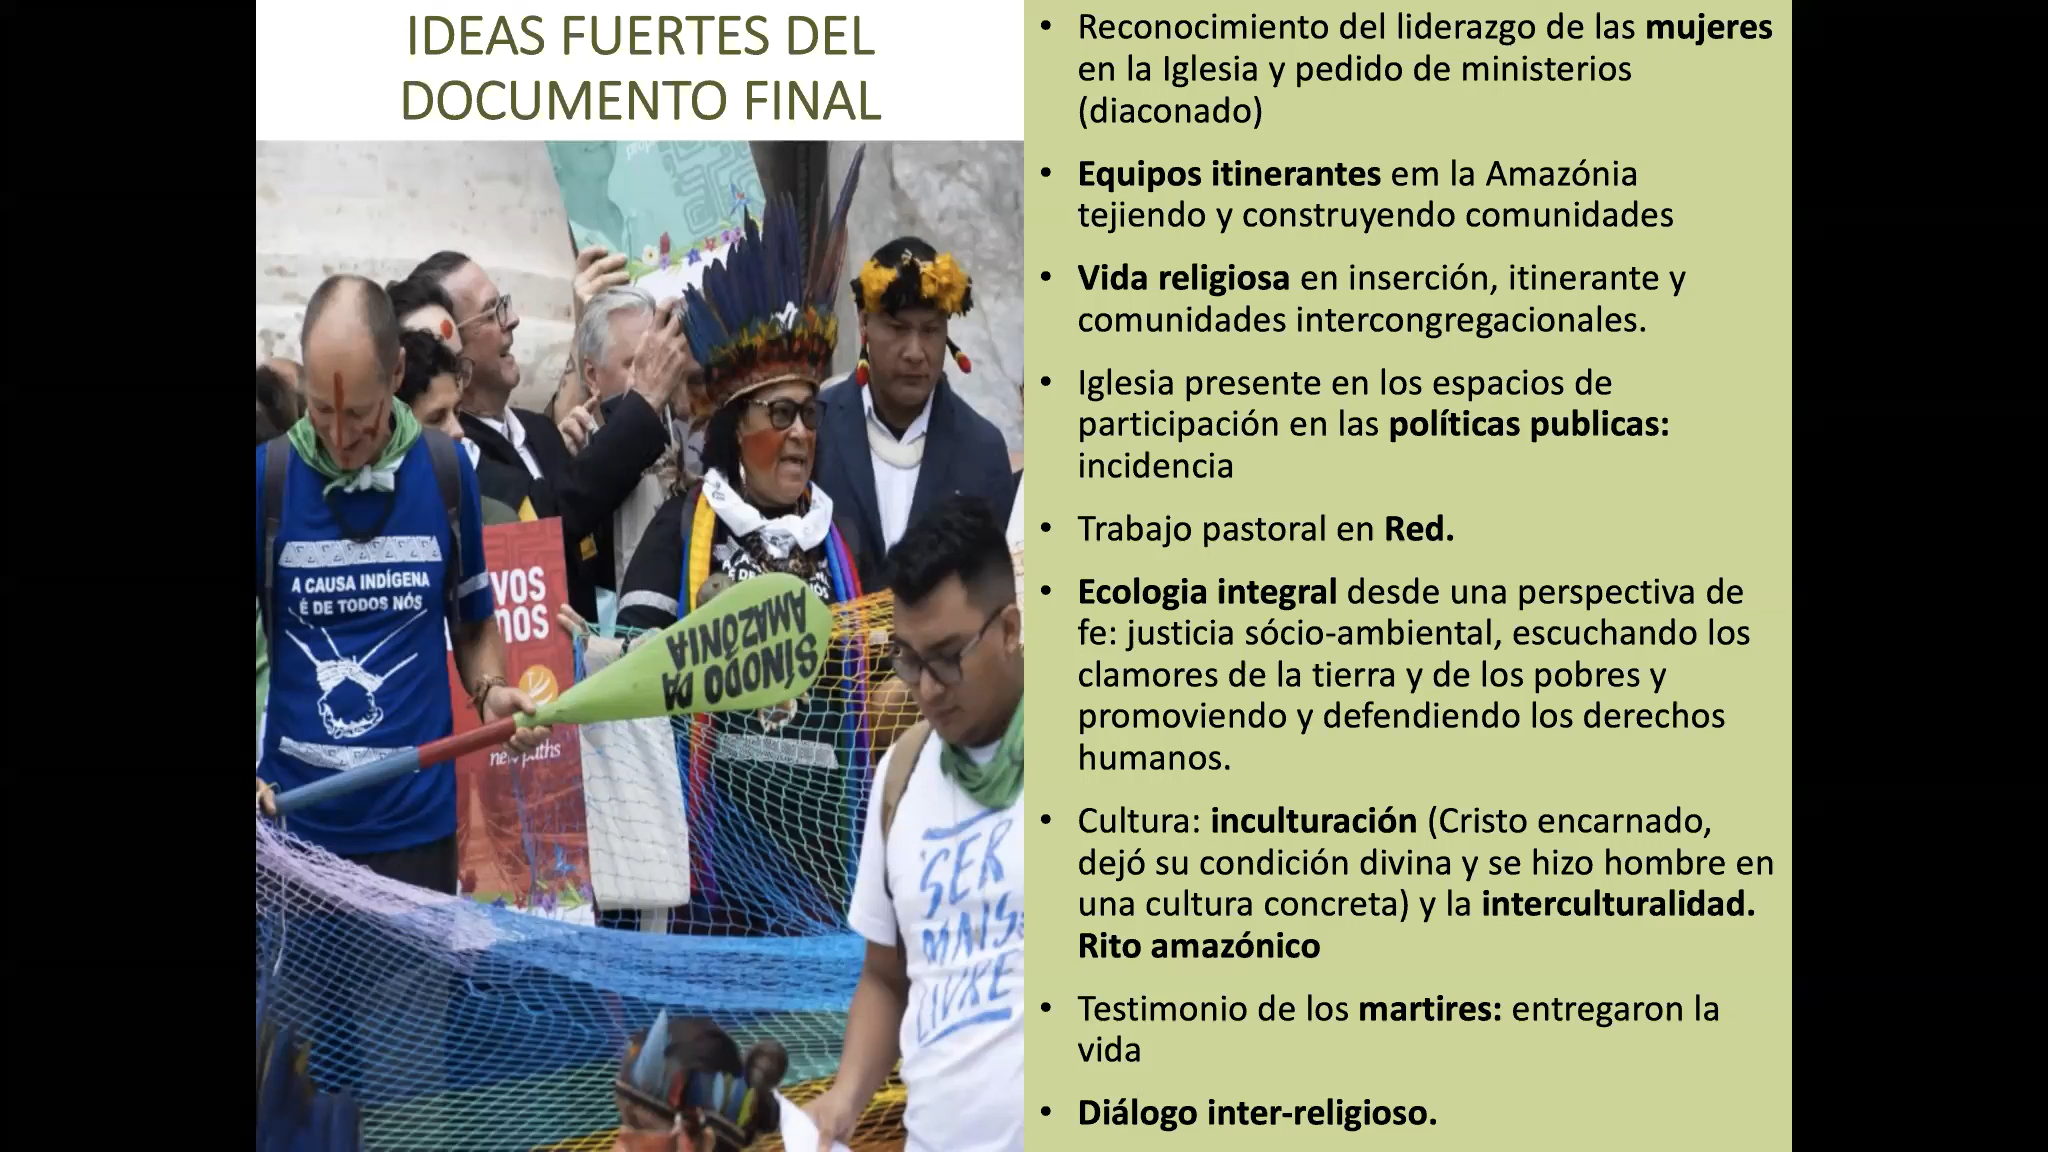 IDEAS FUERTES DEL
DOCUMENTO FINAL
• Reconocimiento del liderazgo de las mujeres
en la Iglesia y pedido de ministerios
(diaconado)
• Equipos itinerantes em la Amazónia
tejiendo y construyendo comunidades
• Vida religiosa en inserción, itinerante y
comunidades intercongregacionales.
• Iglesia presente en los espacios de
participación en las políticas publicas:
incidencia
• Trabajo pastoral en Red.
• Ecologia integral desde una perspectiva de
fe: justicia sócio-ambiental, escuchando los
clamores de la tierra y de los pobres y
promoviendo y defendiendo los derechos
humanos.
• Cultura: inculturación (Cristo encarnado,
dejó su condición divina y se hizo hombre en
una cultura concreta) y la interculturalidad.
Rito amazónico
• Testimonio de los martires: entregaron la
vida
• Diálogo inter-religioso.
A CAUSA INDÍGENA
É DE TODOS NÓS
VOS
NOS
SÍNODO DA
AMAZÔNIA
SER
MAIS
LIVRE